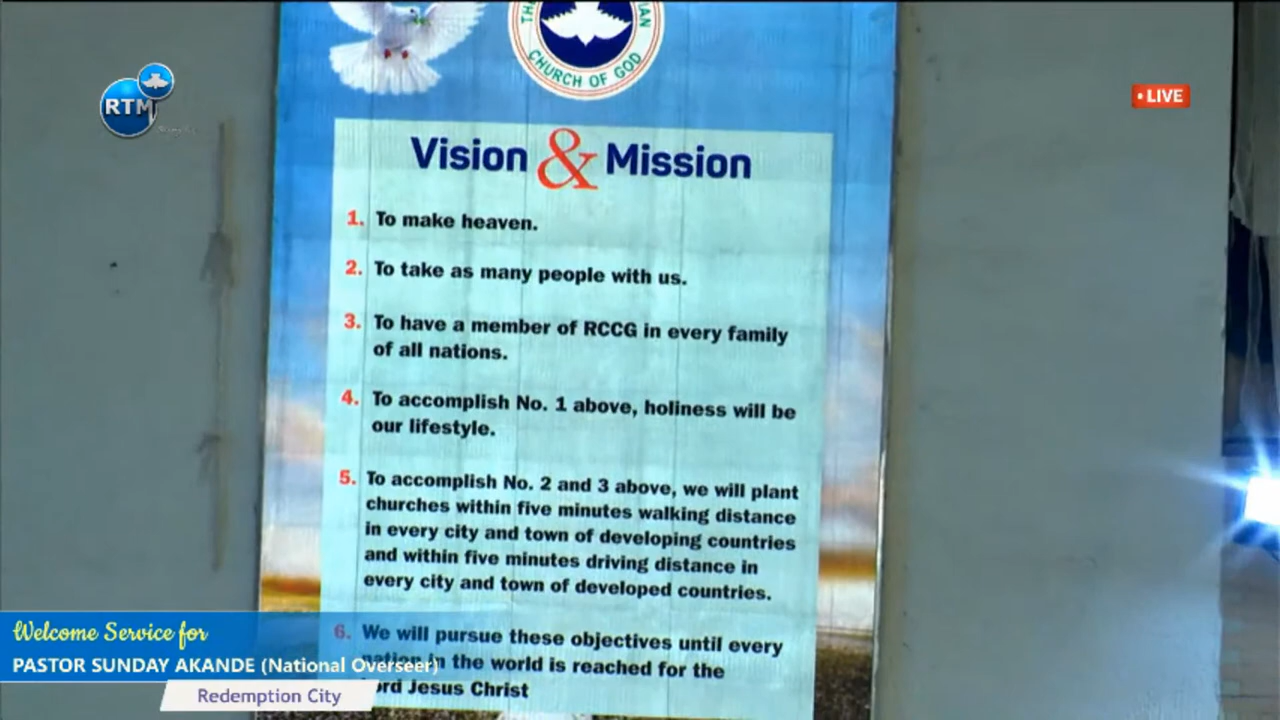 TH
IAN
CHURCH OF GOD
RTM
• LIVE
Vision & Mission
1. To make heaven.
2. To take as many people with us.
3. To have a member of RCCG in every family
of all nations.
4. To accomplish No. 1 above, holiness will be
our lifestyle.
5. To accomplish No. 2 and 3 above, we will plant
churches within five minutes walking distance
in every city and town of developing countries
and within five minutes driving distance in
every city and town of developed countries.
6. We will pursue these objectives until every
nation in the world is reached for the
ord Jesus Christ
Welcome Service for
PASTOR SUNDAY AKANDE (National Overseer)
Redemption City